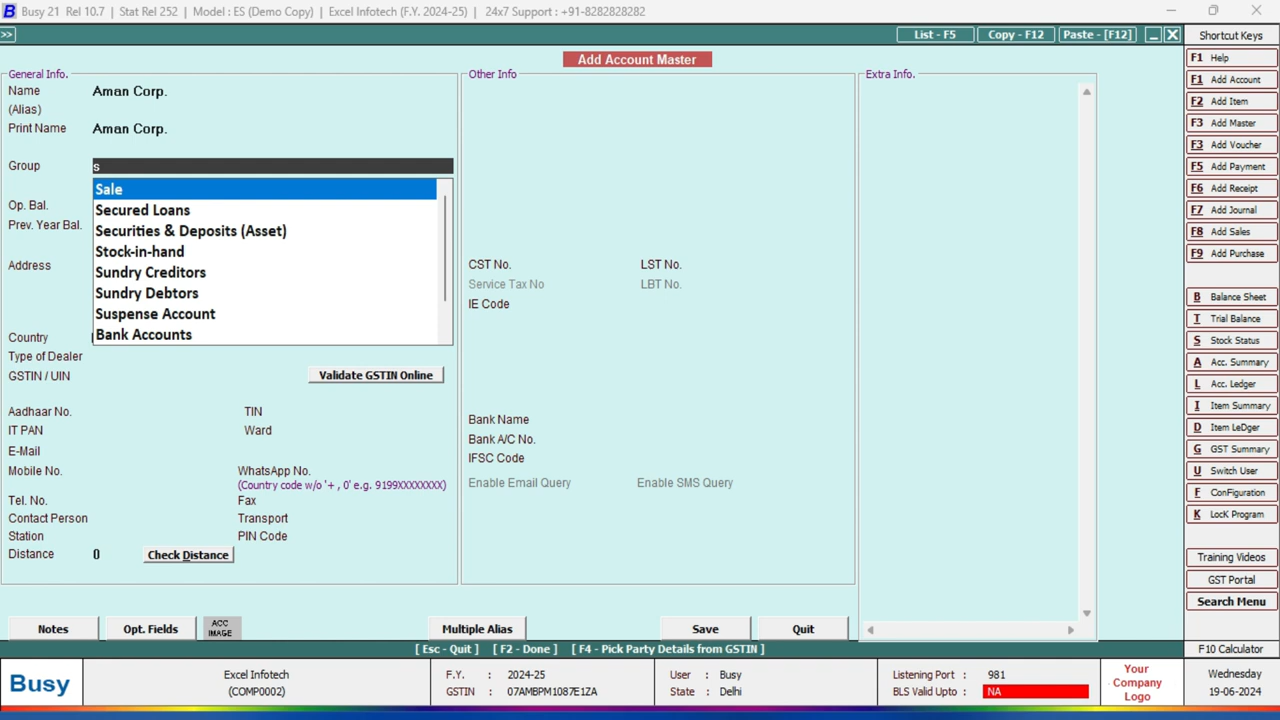 Busy 21 Rel 10.7 | Stat Rel 252 | Model : ES (Demo Copy) | Excel Infotech (F.Y. 2024-25) | 24x7 Support : +91-8282828282
>> List - F5 Copy - F12 Paste - [F12] Shortcut Keys
Add Account Master
General Info.
Name Aman Corp.
(Alias)
Print Name Aman Corp.
Group s
Sale
Secured Loans
Securities & Deposits (Asset)
Stock-in-hand
Sundry Creditors
Sundry Debtors
Suspense Account
Bank Accounts
Op. Bal.
Prev. Year Bal.
Address
Country
Type of Dealer
GSTIN / UIN Validate GSTIN Online
Aadhaar No. TIN
IT PAN Ward
E-Mail
Mobile No. WhatsApp No.
(Country code w/o '+ , 0' e.g. 9199XXXXXXXX)
Tel. No. Fax
Contact Person Transport
Station PIN Code
Distance 0 Check Distance
Other Info
CST No. LST No.
Service Tax No LBT No.
IE Code
Bank Name
Bank A/C No.
IFSC Code
Enable Email Query Enable SMS Query
Extra Info.
Notes Opt. Fields ACC IMAGE Multiple Alias Save Quit
[ Esc - Quit ] [ F2 - Done ] [ F4 - Pick Party Details from GSTIN ]
F1 Help
F1 Add Account
F2 Add Item
F3 Add Master
F3 Add Voucher
F5 Add Payment
F6 Add Receipt
F7 Add Journal
F8 Add Sales
F9 Add Purchase
B Balance Sheet
T Trial Balance
S Stock Status
A Acc. Summary
L Acc. Ledger
I Item Summary
D Item LeDger
G GST Summary
U Switch User
F ConFiguration
K LocK Program
Training Videos
GST Portal
Search Menu
F10 Calculator
Busy
Excel Infotech
(COMP0002)
F.Y. : 2024-25
GSTIN : 07AMBPM1087E1ZA
User : Busy
State : Delhi
Listening Port : 981
BLS Valid Upto : NA
Your
Company
Logo
Wednesday
19-06-2024